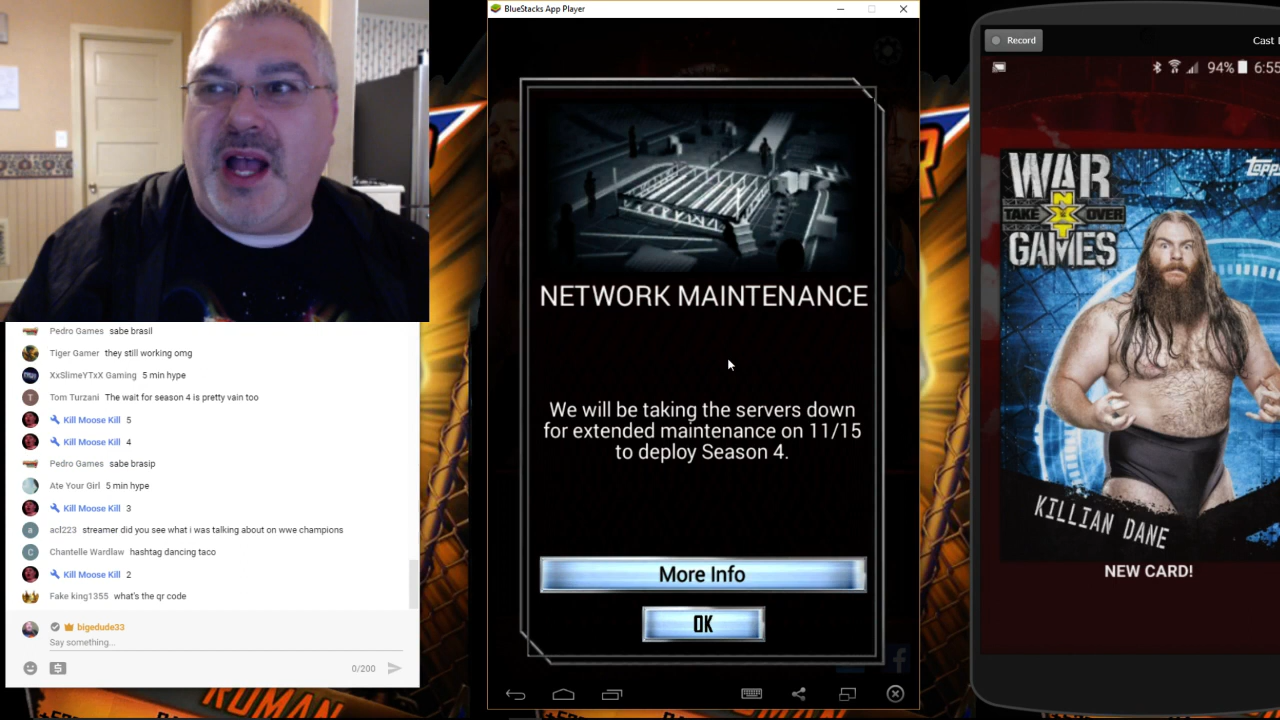 BlueStacks App Player
Pedro Games sabe brasil
Tiger Gamer they still working omg
XxSlimeYTxX Gaming 5 min hype
T Tom Turzani The wait for season 4 is pretty vain too
Kill Moose Kill 5
Kill Moose Kill 4
Pedro Games sabe brasip
Ate Your Girl 5 min hype
Kill Moose Kill 3
a acl223 streamer did you see what i was talking about on wwe champions
C Chantelle Wardlaw hashtag dancing taco
Kill Moose Kill 2
Fake king1355 what's the qr code
bigedude33
Say something...
0/200
NETWORK MAINTENANCE
We will be taking the servers down
for extended maintenance on 11/15
to deploy Season 4.
More Info
OK
Record
Cast
94% 6:55
WAR
NXT
TAKEOVER
GAMES
Topps
KILLIAN DANE
NEW CARD!
ROMAN